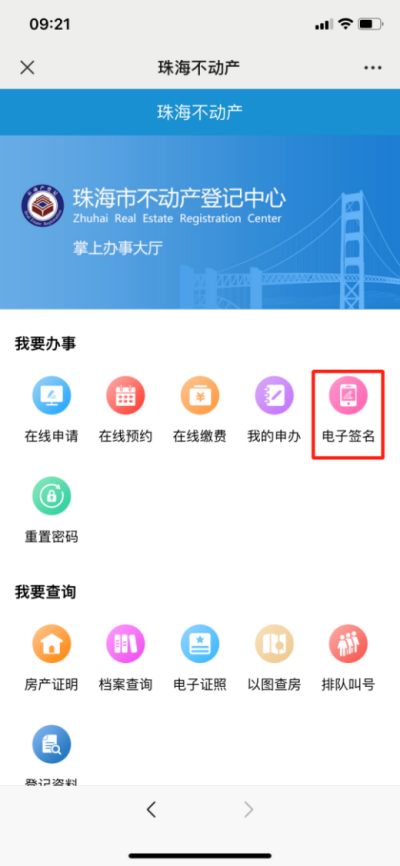 09:21
珠海不动产
珠海不动产
珠海市不动产登记中心
Zhuhai Real Estate Registration Center
掌上办事大厅
我要办事
在线申请 在线预约 在线缴费 我的申办 电子签名
重置密码
我要查询
房产证明 档案查询 电子证照 以图查房 排队叫号
登记资料